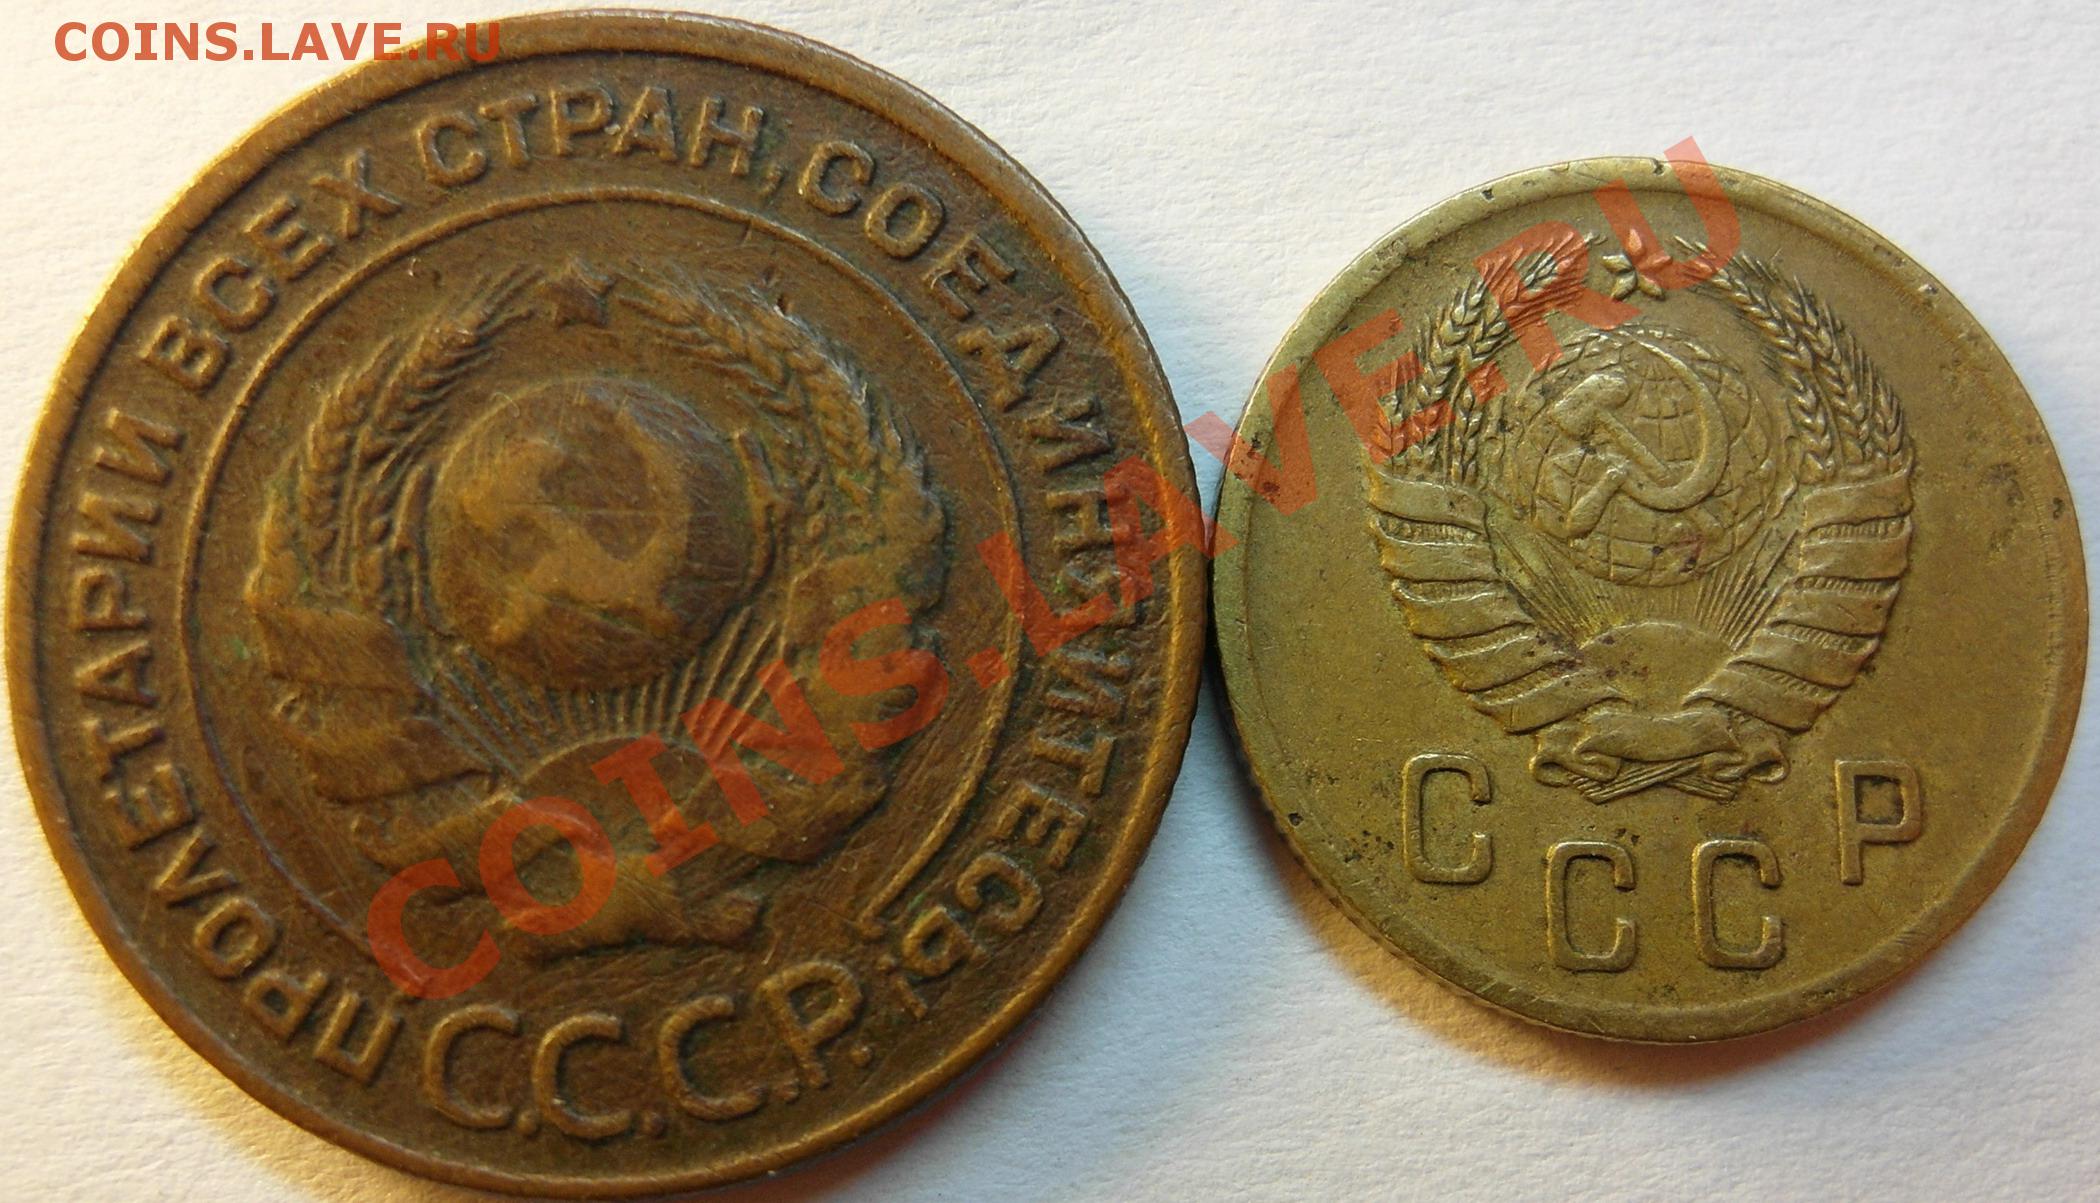 COINS.LAVE.RU
ПРОЛЕТАРИИ ВСЕХ СТРАН, СОЕДИНЯЙТЕСЬ!
С.С.С.Р.
СССР
COINS.LAVE.RU